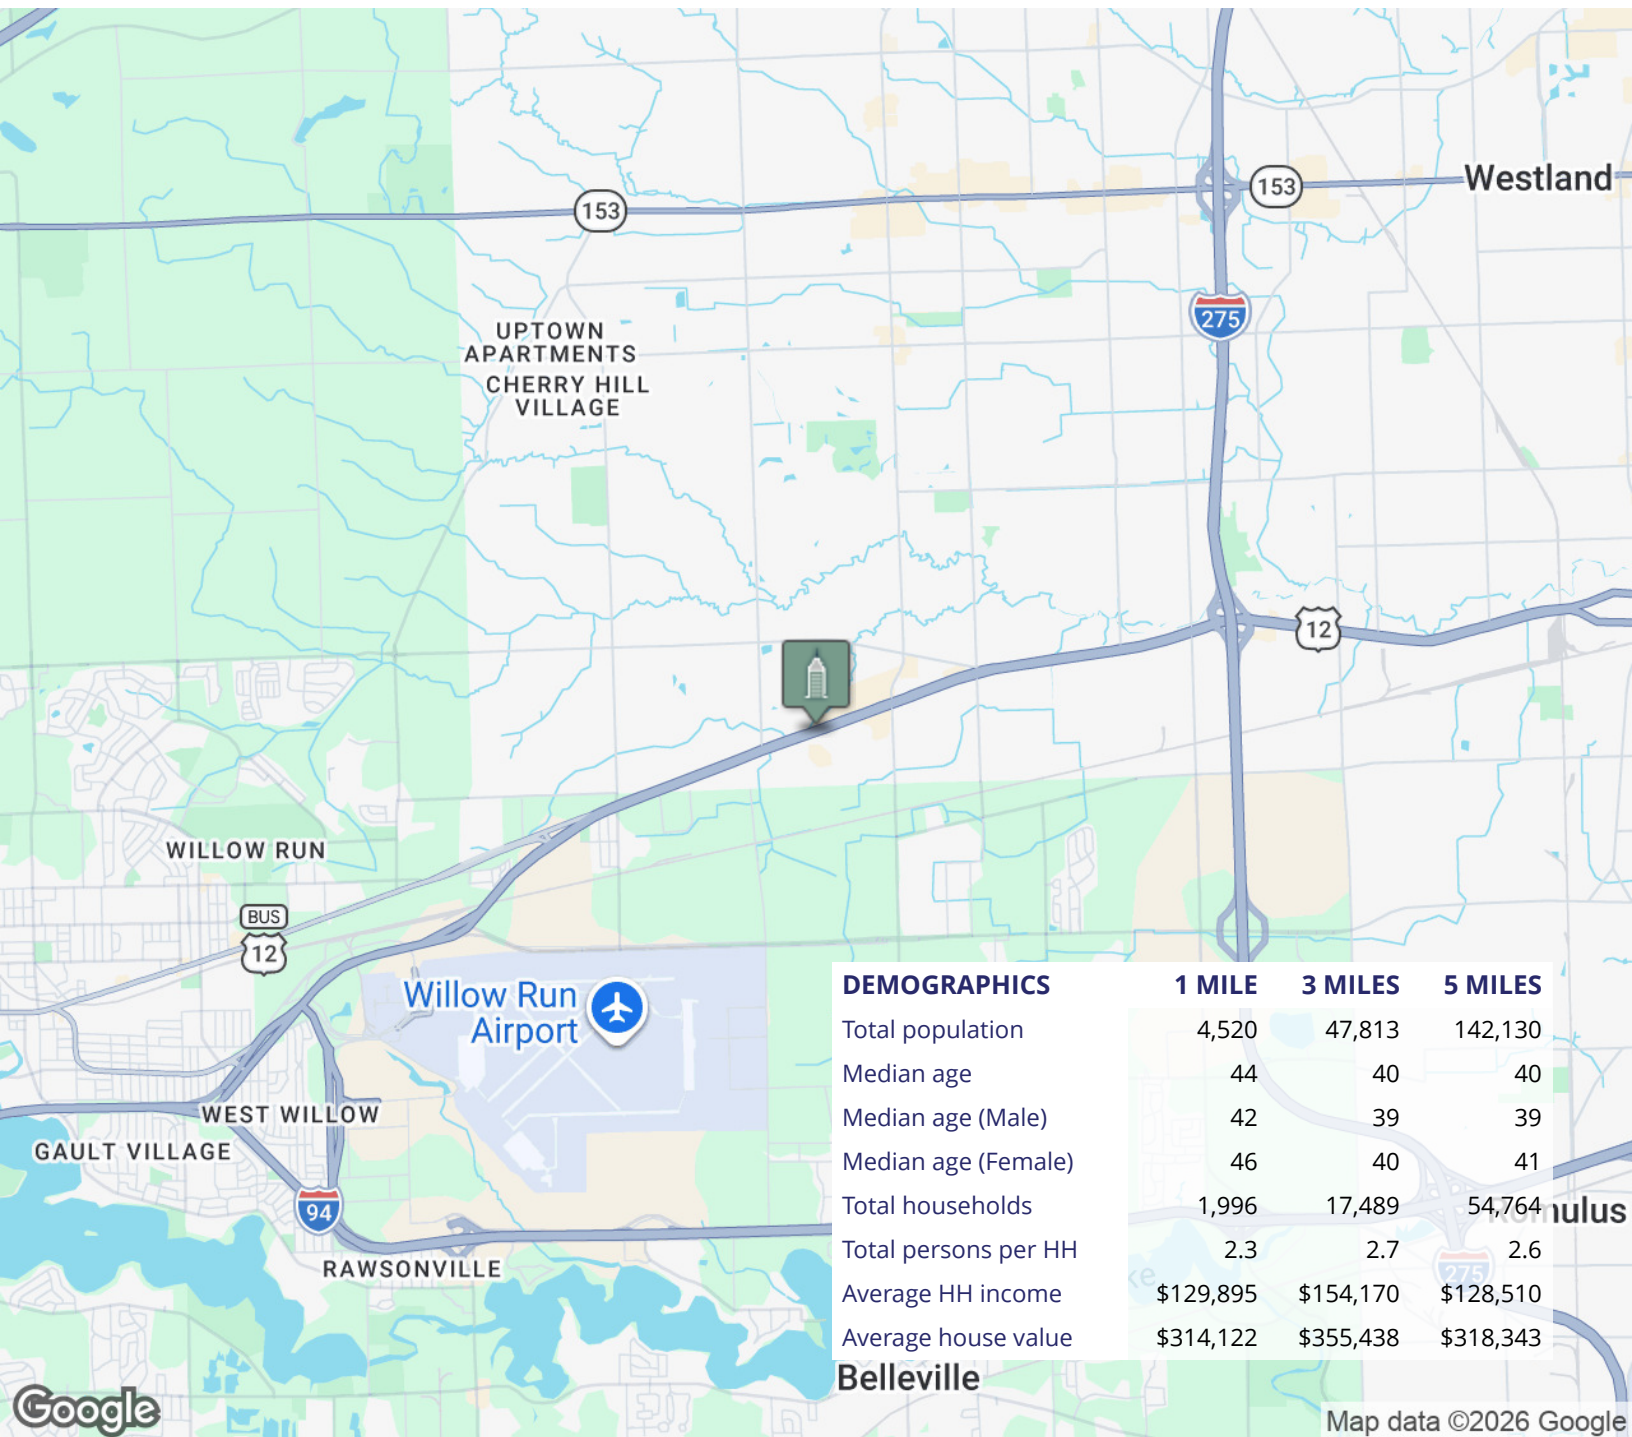 153
153
Westland
275
UPTOWN
APARTMENTS
CHERRY HILL
VILLAGE
12
WILLOW RUN
BUS
12
Willow Run
Airport
WEST WILLOW
GAULT VILLAGE
94
RAWSONVILLE
DEMOGRAPHICS 1 MILE 3 MILES 5 MILES
Total population 4,520 47,813 142,130
Median age 44 40 40
Median age (Male) 42 39 39
Median age (Female) 46 40 41
Total households 1,996 17,489 54,764
Total persons per HH 2.3 2.7 2.6
Average HH income $129,895 $154,170 $128,510
Average house value $314,122 $355,438 $318,343
275
Belleville
Google
Map data ©2026 Google